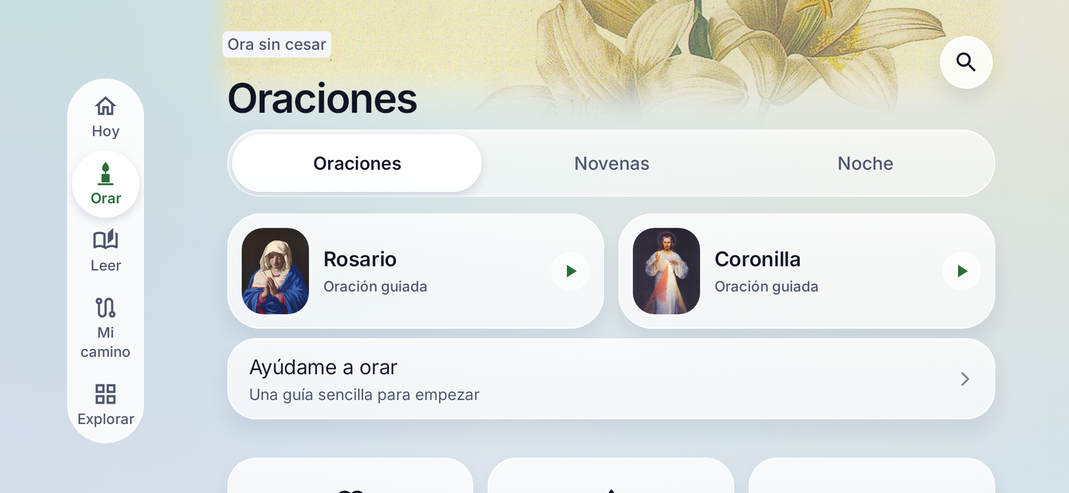 Ora sin cesar
Oraciones
Hoy
Orar
Leer
Mi
camino
Explorar
Oraciones
Novenas
Noche
Rosario
Oración guiada
Coronilla
Oración guiada
Ayúdame a orar
Una guía sencilla para empezar